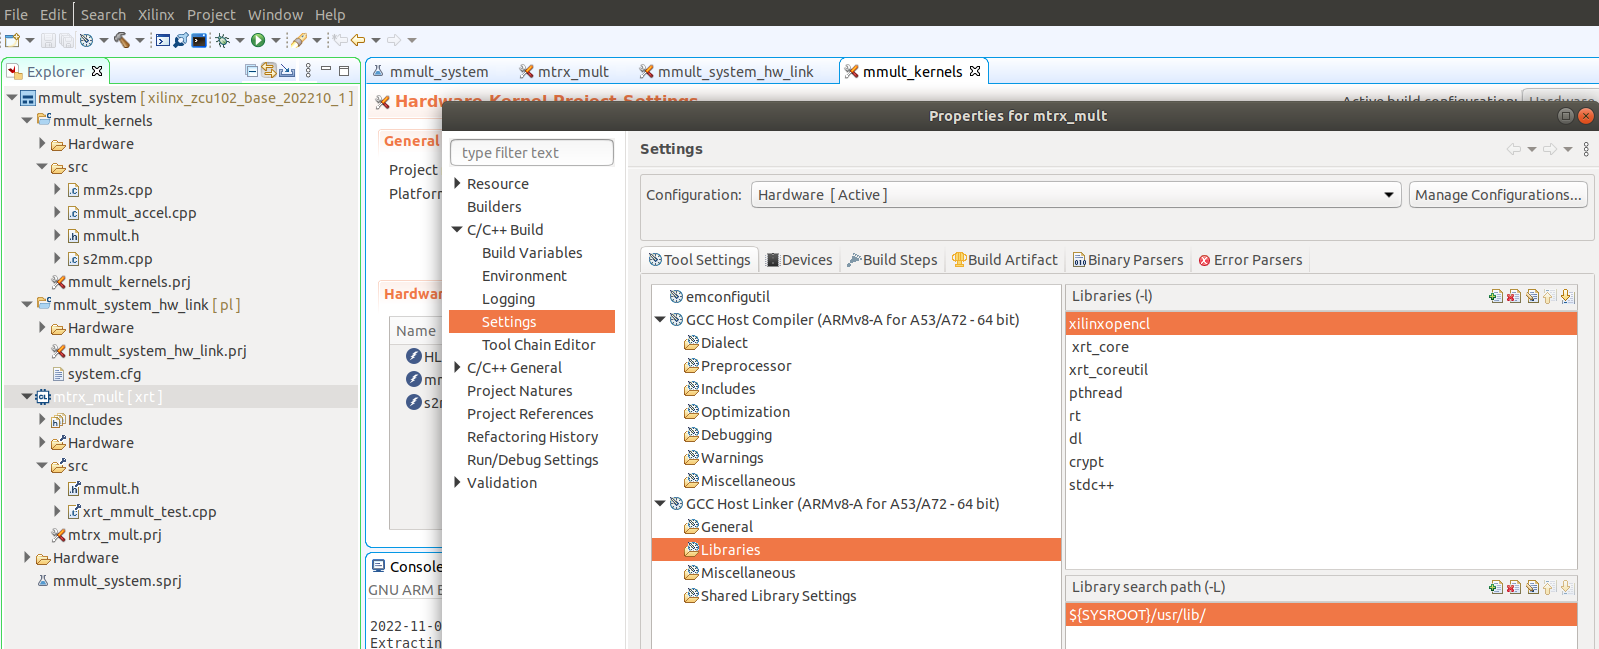 File Edit Search Xilinx Project Window Help
Explorer
mmult_system [ xilinx_zcu102_base_202210_1 ]
mmult_kernels
Hardware
src
mm2s.cpp
mmult_accel.cpp
mmult.h
s2mm.cpp
mmult_kernels.prj
mmult_system_hw_link [ pl ]
Hardware
mmult_system_hw_link.prj
system.cfg
mtrx_mult [ xrt ]
Includes
Hardware
src
mmult.h
xrt_mmult_test.cpp
mtrx_mult.prj
Hardware
mmult_system.sprj
mmult_system mtrx_mult mmult_system_hw_link mmult_kernels
Hardware Kernel Project Settings
Active build configuration: Hardware
General
Project
Platform
Hardwar
Name
HL
s2
Console
GNU ARM E
2022-11-0
Extractin
Properties for mtrx_mult
type filter text
Resource
Builders
C/C++ Build
Build Variables
Environment
Logging
Settings
Tool Chain Editor
C/C++ General
Project Natures
Project References
Refactoring History
Run/Debug Settings
Validation
Settings
Configuration: Hardware [ Active ] Manage Configurations...
Tool Settings Devices Build Steps Build Artifact Binary Parsers Error Parsers
emconfigutil
GCC Host Compiler (ARMv8-A for A53/A72 - 64 bit)
Dialect
Preprocessor
Includes
Optimization
Debugging
Warnings
Miscellaneous
GCC Host Linker (ARMv8-A for A53/A72 - 64 bit)
General
Libraries
Miscellaneous
Shared Library Settings
Libraries (-l)
xilinxopencl
xrt_core
xrt_coreutil
pthread
rt
dl
crypt
stdc++
Library search path (-L)
${SYSROOT}/usr/lib/